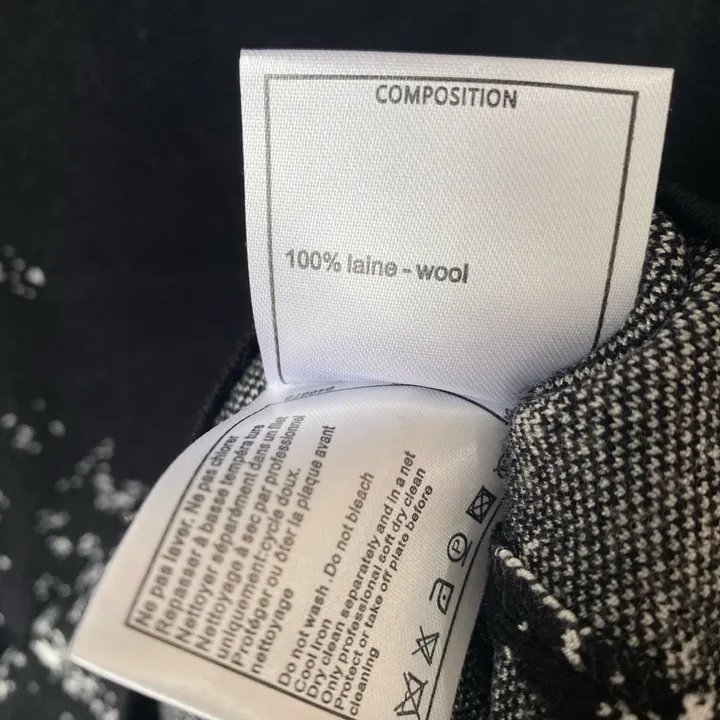 COMPOSITION
100% laine - wool
Ne pas laver. Ne pas chlorer
Repasser à basse température
Nettoyer séparément dans un filet
Nettoyage à sec par professionnel
uniquement:cycle doux.
Protéger ou ôter la plaque avant
nettoyage
Do not wash . Do not bleach
Cool Iron
Dry clean separately and in a net
Only professional soft dry clean
Protect or take off plate before
cleaning
P